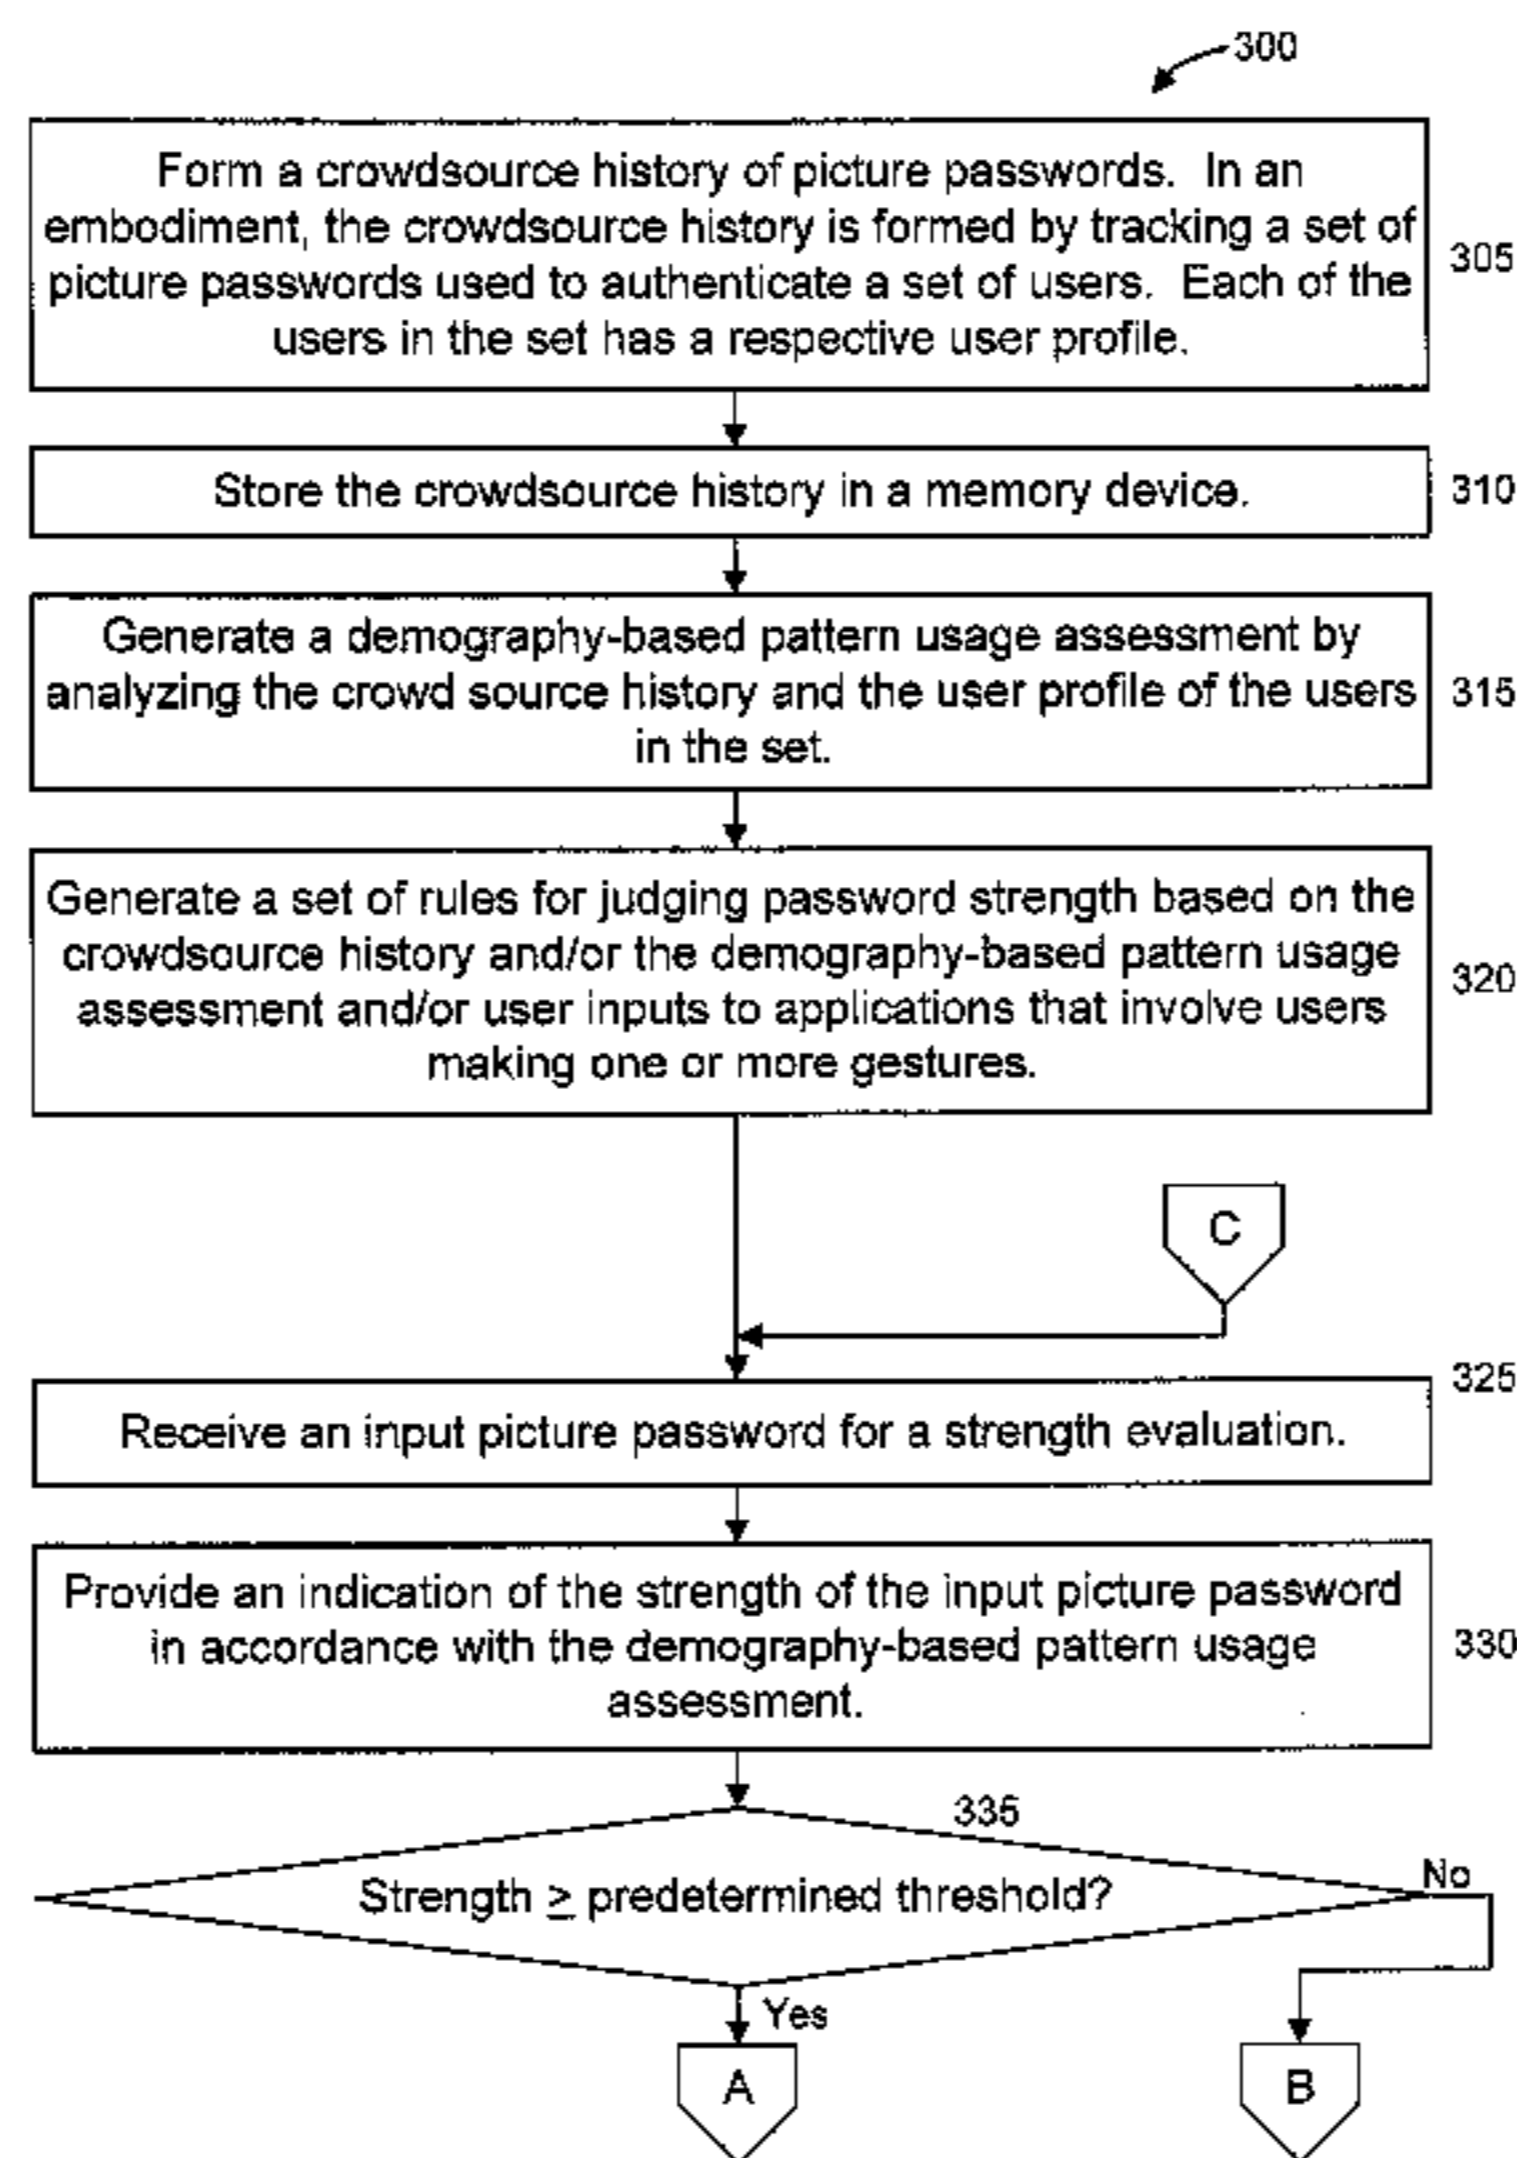 300
Form a crowdsource history of picture passwords. In an
embodiment, the crowdsource history is formed by tracking a set of
picture passwords used to authenticate a set of users. Each of the
users in the set has a respective user profile.
305
Store the crowdsource history in a memory device.
310
Generate a demography-based pattern usage assessment by
analyzing the crowd source history and the user profile of the users
in the set.
315
Generate a set of rules for judging password strength based on the
crowdsource history and/or the demography-based pattern usage
assessment and/or user inputs to applications that involve users
making one or more gestures.
320
C
325
Receive an input picture password for a strength evaluation.
Provide an indication of the strength of the input picture password
in accordance with the demography-based pattern usage
assessment.
330
335
Strength ≥ predetermined threshold?
No
Yes
A
B